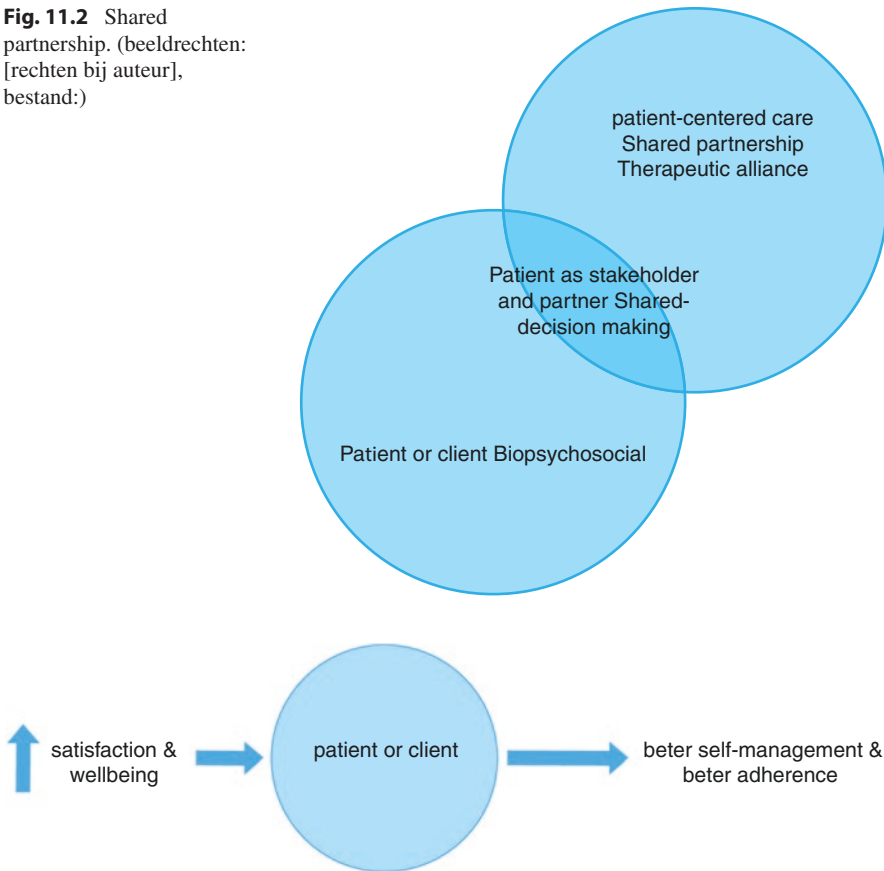 Fig. 11.2 Shared
partnership. (beeldrechten:
[rechten bij auteur],
bestand:)
patient-centered care
Shared partnership
Therapeutic alliance
Patient as stakeholder
and partner Shared-
decision making
Patient or client Biopsychosocial
satisfaction &
wellbeing
patient or client
beter self-management &
beter adherence